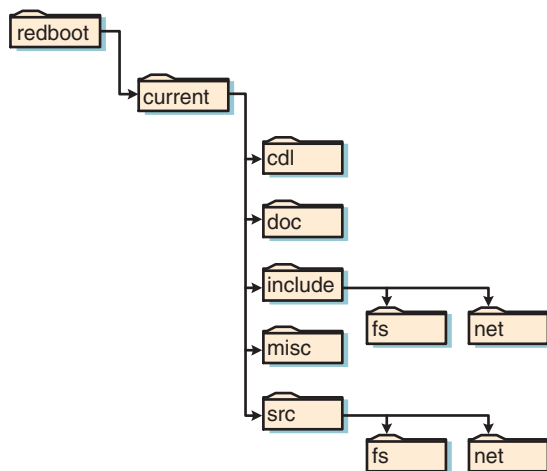 redboot
current
cdl
doc
include
fs
net
misc
src
fs
net